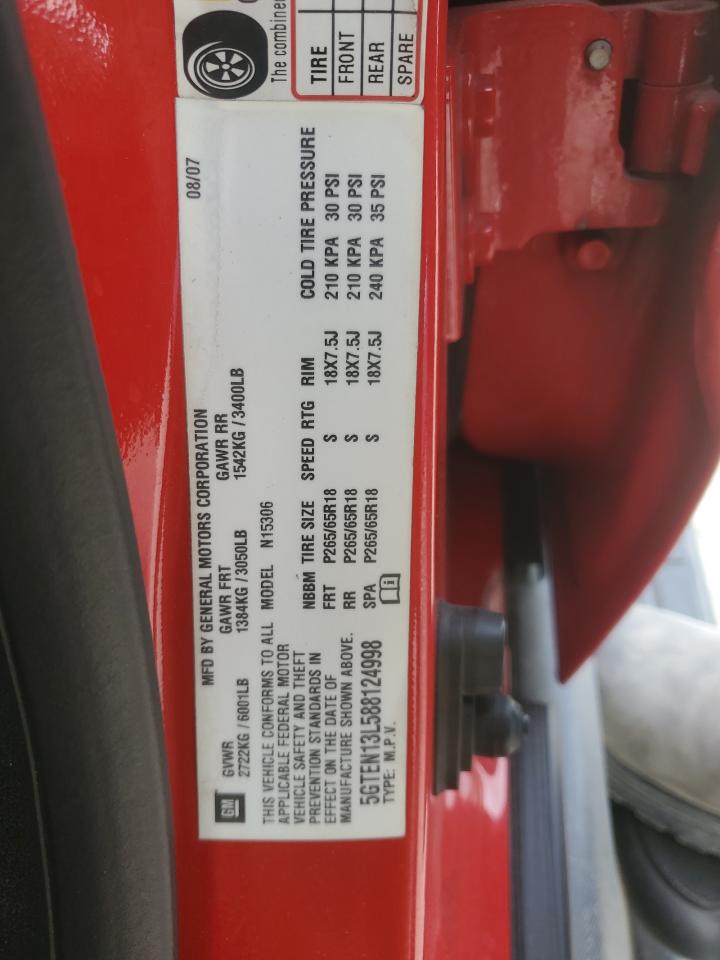 The combined
TIRE
FRONT
REAR
SPARE
MFD BY GENERAL MOTORS CORPORATION 08/07
GM
GVWR GAWR FRT GAWR RR
2722KG / 6001LB 1384KG / 3050LB 1542KG / 3400LB
THIS VEHICLE CONFORMS TO ALL MODEL N15306
APPLICABLE FEDERAL MOTOR
VEHICLE SAFETY AND THEFT
PREVENTION STANDARDS IN
EFFECT ON THE DATE OF
MANUFACTURE SHOWN ABOVE.
NBBM TIRE SIZE SPEED RTG RIM COLD TIRE PRESSURE
FRT P265/65R18 S 18X7.5J 210 KPA 30 PSI
RR P265/65R18 S 18X7.5J 210 KPA 30 PSI
SPA P265/65R18 S 18X7.5J 240 KPA 35 PSI
5GTEN13L588124998
TYPE: M.P.V.